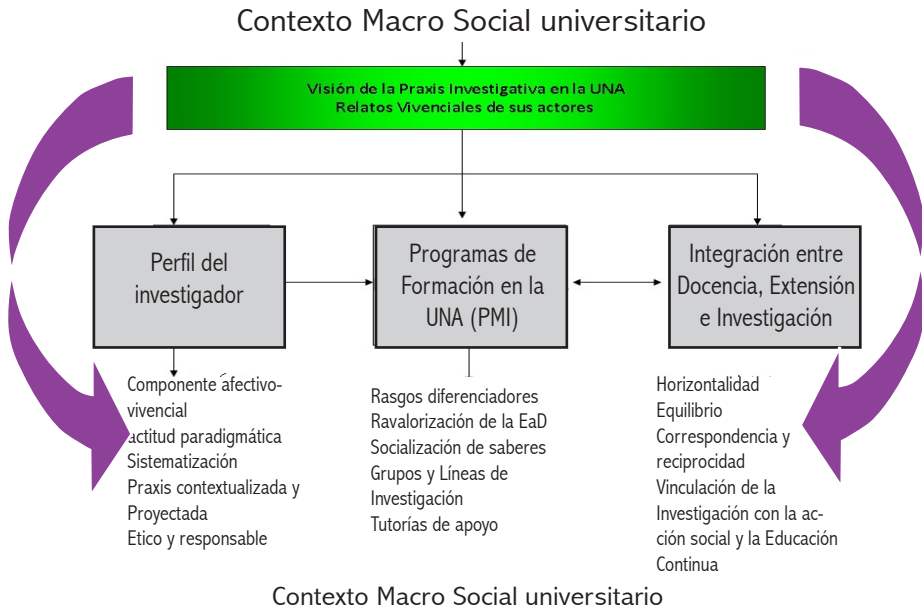 Contexto Macro Social universitario
Visión de la Praxis Investigativa en la UNA
Relatos Vivenciales de sus actores
Perfil del
investigador
Programas de
Formación en la
UNA (PMI)
Integración entre
Docencia, Extensión
e Investigación
Componente afectivo-
vivencial
actitud paradigmática
Sistematización
Praxis contextualizada y
Proyectada
Etico y responsable
Rasgos diferenciadores
Ravalorización de la EaD
Socialización de saberes
Grupos y Líneas de
Investigación
Tutorías de apoyo
Horizontalidad
Equilibrio
Correspondencia y
reciprocidad
Vinculación de la
Investigación con la ac-
ción social y la Educación
Continua
Contexto Macro Social universitario